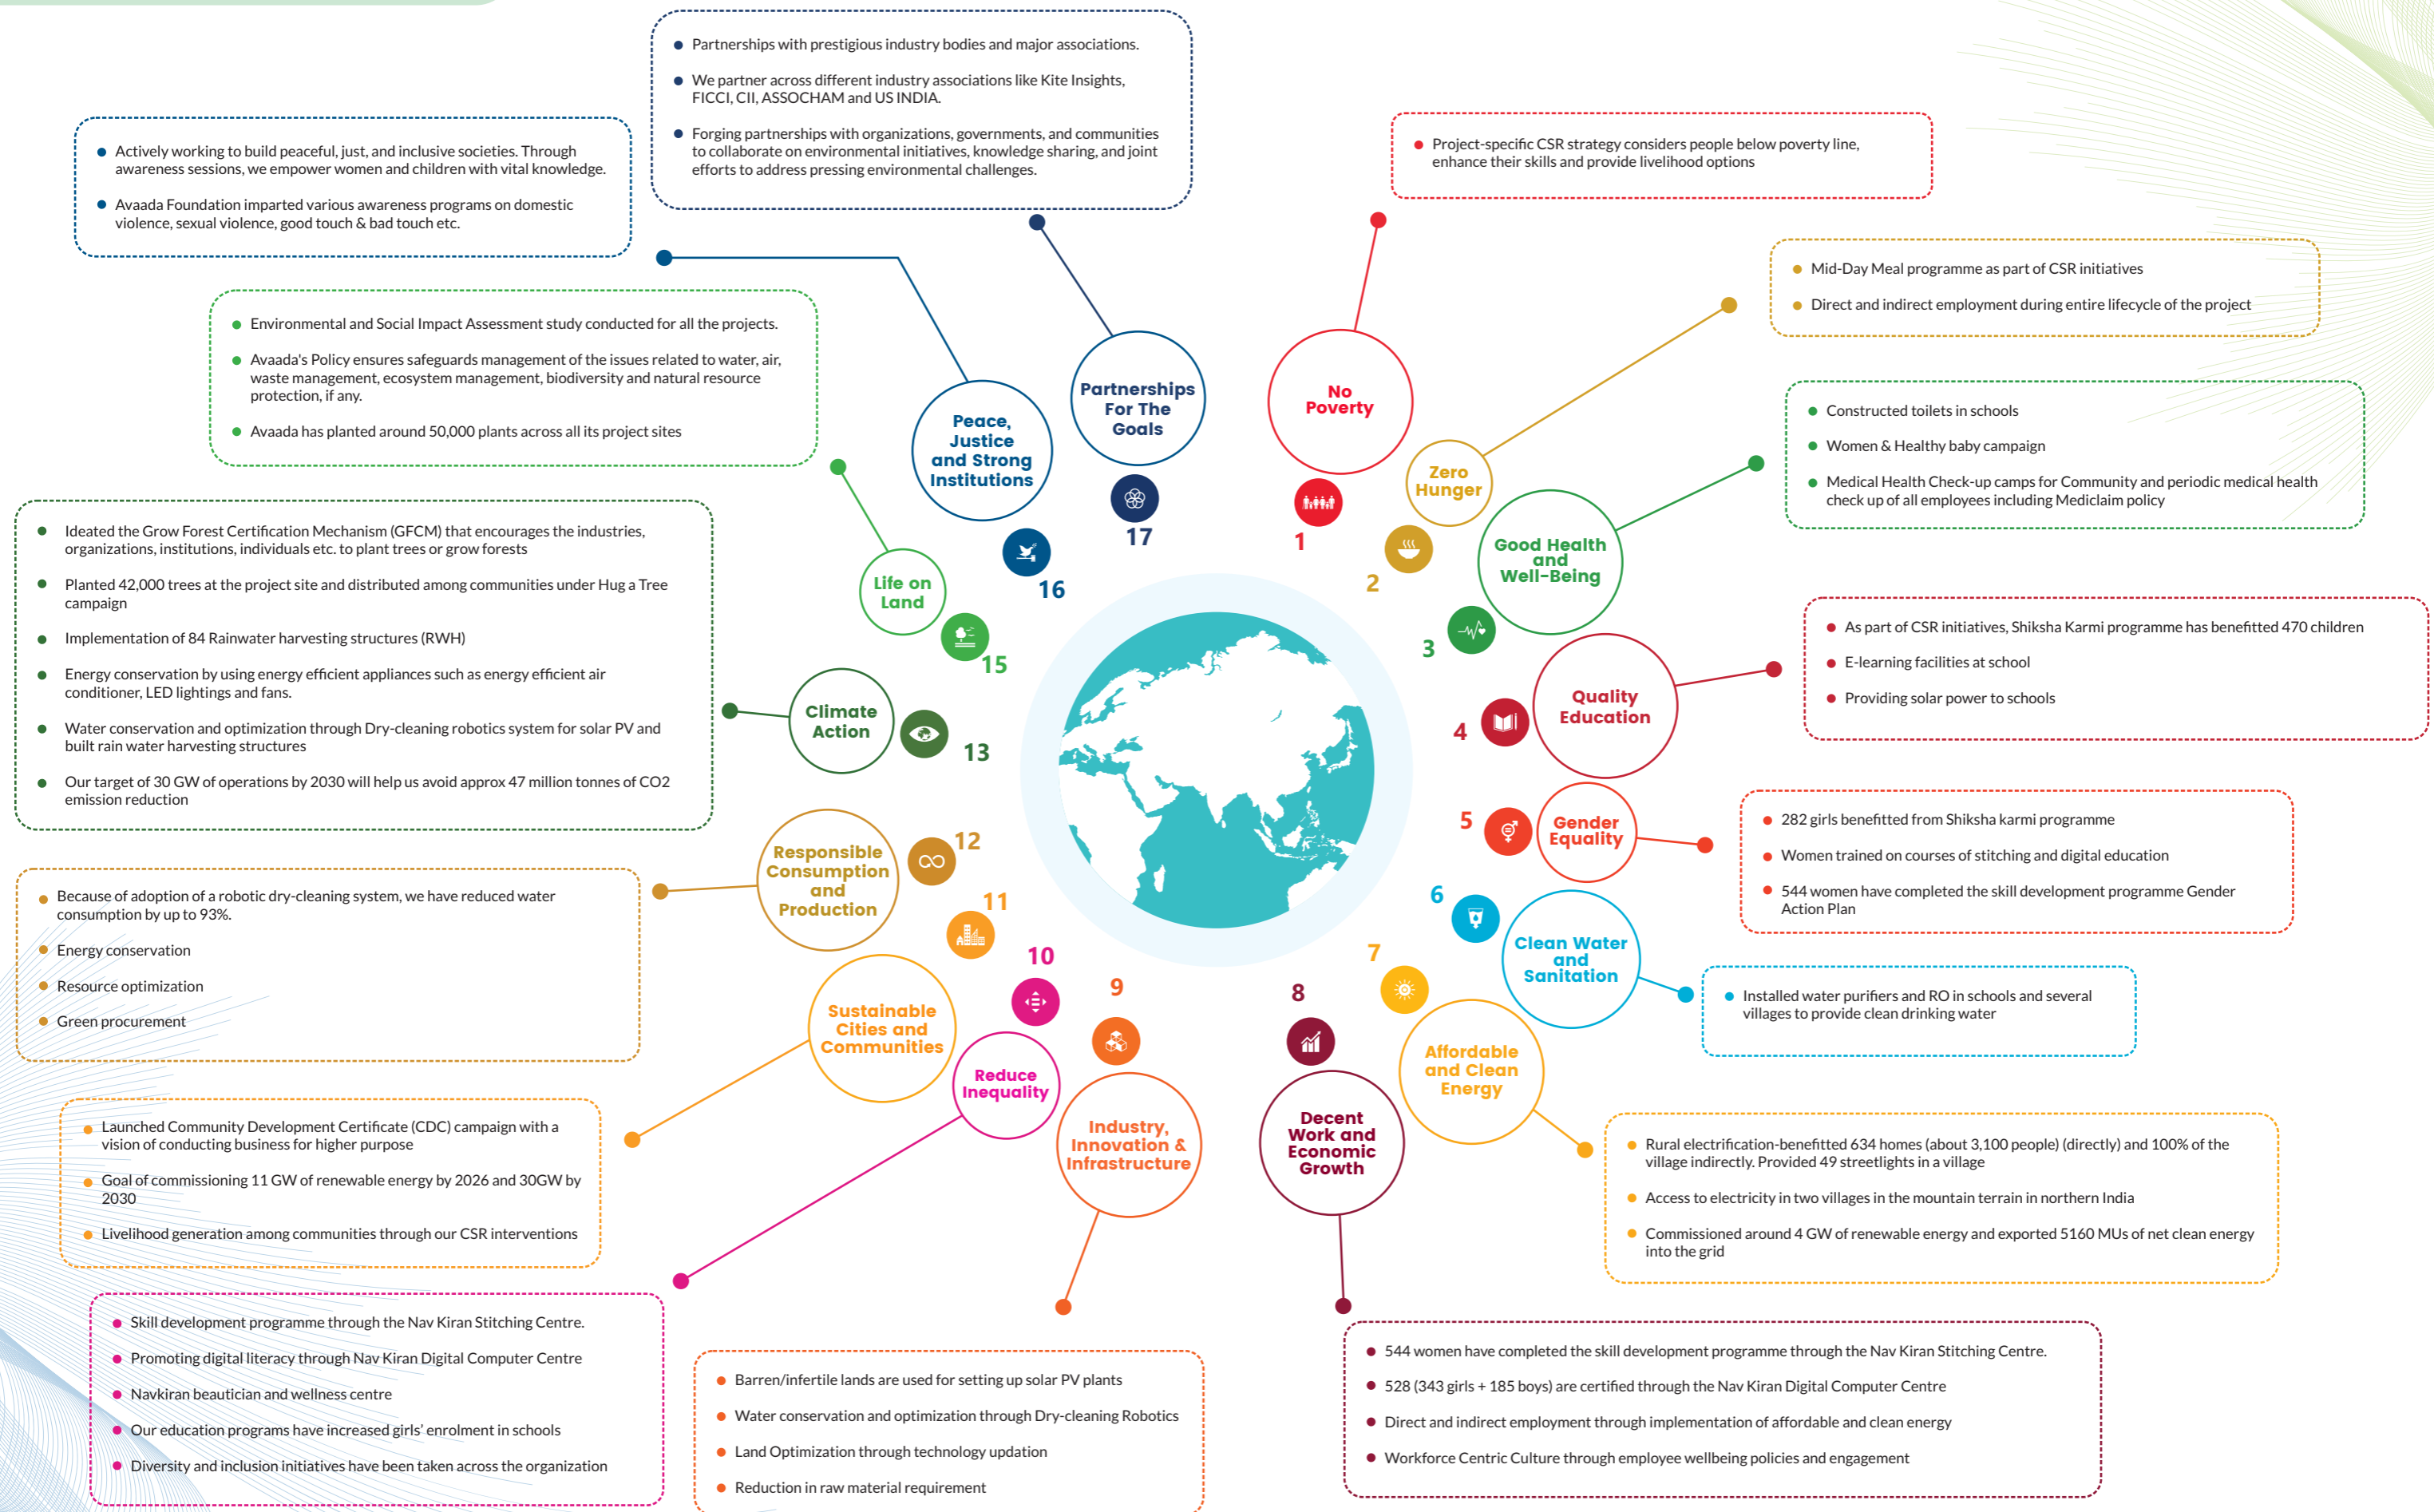 Partnerships with prestigious industry bodies and major associations.
We partner across different industry associations like Kite Insights,
FICCI, CII, ASSOCHAM and US INDIA.
Forging partnerships with organizations, governments, and communities
to collaborate on environmental initiatives, knowledge sharing, and joint
efforts to address pressing environmental challenges.
Project-specific CSR strategy considers people below poverty line,
enhance their skills and provide livelihood options
Actively working to build peaceful, just, and inclusive societies. Through
awareness sessions, we empower women and children with vital knowledge.
Avaada Foundation imparted various awareness programs on domestic
violence, sexual violence, good touch & bad touch etc.
Mid-Day Meal programme as part of CSR initiatives
Direct and indirect employment during entire lifecycle of the project
Environmental and Social Impact Assessment study conducted for all the projects.
Avaada's Policy ensures safeguards management of the issues related to water, air,
waste management, ecosystem management, biodiversity and natural resource
protection, if any.
Avaada has planted around 50,000 plants across all its project sites
Constructed toilets in schools
Women & Healthy baby campaign
Medical Health Check-up camps for Community and periodic medical health
check up of all employees including Mediclaim policy
Partnerships
For The
Goals
17
No
Poverty
1
Peace,
Justice
and Strong
Institutions
16
Zero
Hunger
2
Good Health
and
Well-Being
3
Life on
Land
15
Ideated the Grow Forest Certification Mechanism (GFCM) that encourages the industries,
organizations, institutions, individuals etc. to plant trees or grow forests
Planted 42,000 trees at the project site and distributed among communities under Hug a Tree
campaign
Implementation of 84 Rainwater harvesting structures (RWH)
Energy conservation by using energy efficient appliances such as energy efficient air
conditioner, LED lightings and fans.
Water conservation and optimization through Dry-cleaning robotics system for solar PV and
built rain water harvesting structures
Our target of 30 GW of operations by 2030 will help us avoid approx 47 million tonnes of CO2
emission reduction
Climate
Action
13
Quality
Education
4
As part of CSR initiatives, Shiksha Karmi programme has benefitted 470 children
E-learning facilities at school
Providing solar power to schools
Gender
Equality
5
282 girls benefitted from Shiksha karmi programme
Women trained on courses of stitching and digital education
544 women have completed the skill development programme Gender
Action Plan
Responsible
Consumption
and
Production
12
Because of adoption of a robotic dry-cleaning system, we have reduced water
consumption by up to 93%.
Energy conservation
Resource optimization
Green procurement
Clean Water
and
Sanitation
6
Installed water purifiers and RO in schools and several
villages to provide clean drinking water
Sustainable
Cities and
Communities
11
Launched Community Development Certificate (CDC) campaign with a
vision of conducting business for higher purpose
Goal of commissioning 11 GW of renewable energy by 2026 and 30GW by
2030
Livelihood generation among communities through our CSR interventions
Affordable
and Clean
Energy
7
Rural electrification-benefitted 634 homes (about 3,100 people) (directly) and 100% of the
village indirectly. Provided 49 streetlights in a village
Access to electricity in two villages in the mountain terrain in northern India
Commissioned around 4 GW of renewable energy and exported 5160 MUs of net clean energy
into the grid
Reduce
Inequality
10
Skill development programme through the Nav Kiran Stitching Centre.
Promoting digital literacy through Nav Kiran Digital Computer Centre
Navkiran beautician and wellness centre
Our education programs have increased girls' enrolment in schools
Diversity and inclusion initiatives have been taken across the organization
Industry,
Innovation &
Infrastructure
9
Barren/infertile lands are used for setting up solar PV plants
Water conservation and optimization through Dry-cleaning Robotics
Land Optimization through technology updation
Reduction in raw material requirement
Decent
Work and
Economic
Growth
8
544 women have completed the skill development programme through the Nav Kiran Stitching Centre.
528 (343 girls + 185 boys) are certified through the Nav Kiran Digital Computer Centre
Direct and indirect employment through implementation of affordable and clean energy
Workforce Centric Culture through employee wellbeing policies and engagement